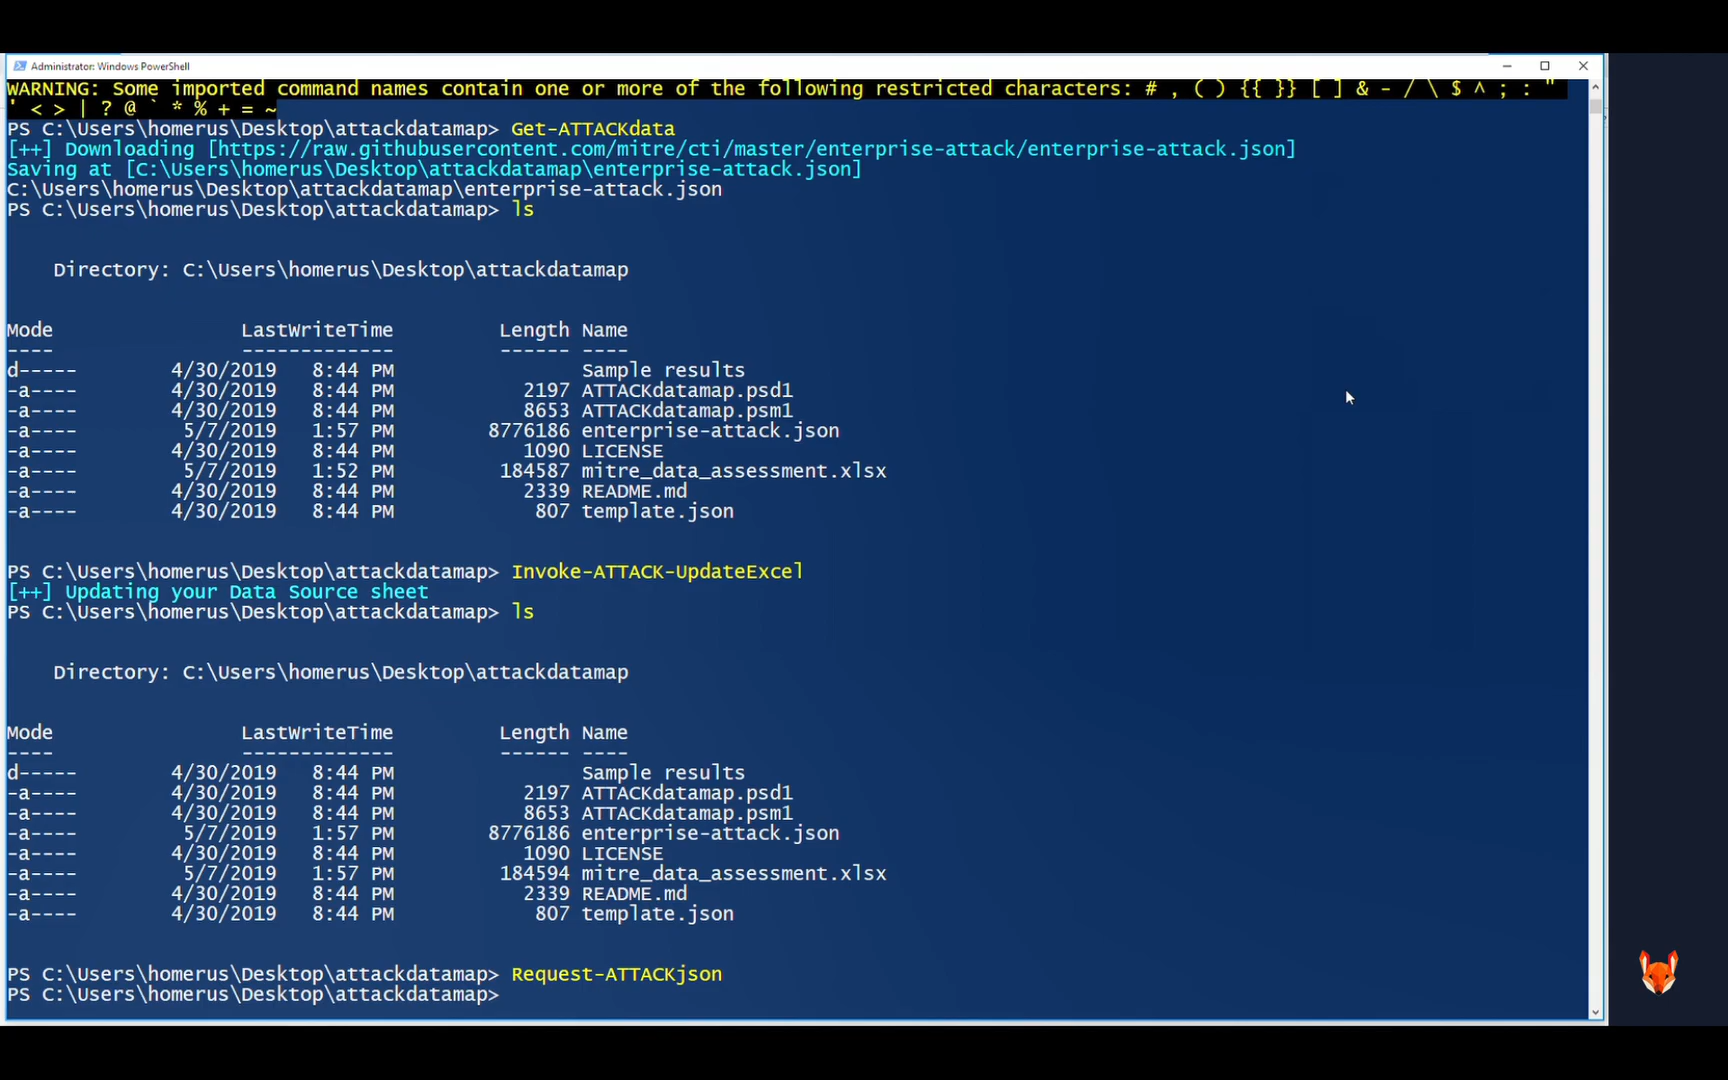 Administrator: Windows PowerShell
WARNING: Some imported command names contain one or more of the following restricted characters: # , ( ) {{ }} [ ] & - / \ $ ^ ; : "
' < > | ? @ ` * % + = ~
PS C:\Users\homerus\Desktop\attackdatamap> Get-ATTACKdata
[++] Downloading [https://raw.githubusercontent.com/mitre/cti/master/enterprise-attack/enterprise-attack.json]
Saving at [C:\Users\homerus\Desktop\attackdatamap\enterprise-attack.json]
C:\Users\homerus\Desktop\attackdatamap\enterprise-attack.json
PS C:\Users\homerus\Desktop\attackdatamap> ls
Directory: C:\Users\homerus\Desktop\attackdatamap
Mode LastWriteTime Length Name
---- ------------- ------ ----
d----- 4/30/2019 8:44 PM Sample results
-a---- 4/30/2019 8:44 PM 2197 ATTACKdatamap.psd1
-a---- 4/30/2019 8:44 PM 8653 ATTACKdatamap.psm1
-a---- 5/7/2019 1:57 PM 8776186 enterprise-attack.json
-a---- 4/30/2019 8:44 PM 1090 LICENSE
-a---- 5/7/2019 1:52 PM 184587 mitre_data_assessment.xlsx
-a---- 4/30/2019 8:44 PM 2339 README.md
-a---- 4/30/2019 8:44 PM 807 template.json
PS C:\Users\homerus\Desktop\attackdatamap> Invoke-ATTACK-UpdateExcel
[++] Updating your Data Source sheet
PS C:\Users\homerus\Desktop\attackdatamap> ls
Directory: C:\Users\homerus\Desktop\attackdatamap
Mode LastWriteTime Length Name
---- ------------- ------ ----
d----- 4/30/2019 8:44 PM Sample results
-a---- 4/30/2019 8:44 PM 2197 ATTACKdatamap.psd1
-a---- 4/30/2019 8:44 PM 8653 ATTACKdatamap.psm1
-a---- 5/7/2019 1:57 PM 8776186 enterprise-attack.json
-a---- 4/30/2019 8:44 PM 1090 LICENSE
-a---- 5/7/2019 1:57 PM 184594 mitre_data_assessment.xlsx
-a---- 4/30/2019 8:44 PM 2339 README.md
-a---- 4/30/2019 8:44 PM 807 template.json
PS C:\Users\homerus\Desktop\attackdatamap> Request-ATTACKjson
PS C:\Users\homerus\Desktop\attackdatamap>